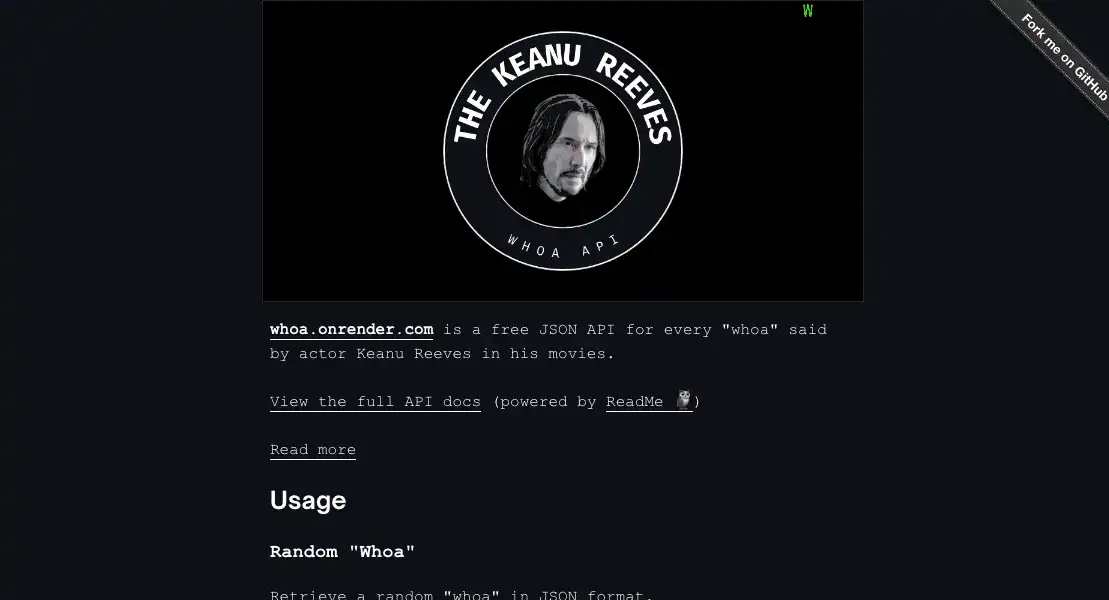 W
Fork me on GitHub
THE KEANU REEVES
WHOA API
whoa.onrender.com is a free JSON API for every "whoa" said
by actor Keanu Reeves in his movies.
View the full API docs (powered by ReadMe 🦉)
Read more
Usage
Random "Whoa"
Retrieve a random "whoa" in JSON format.